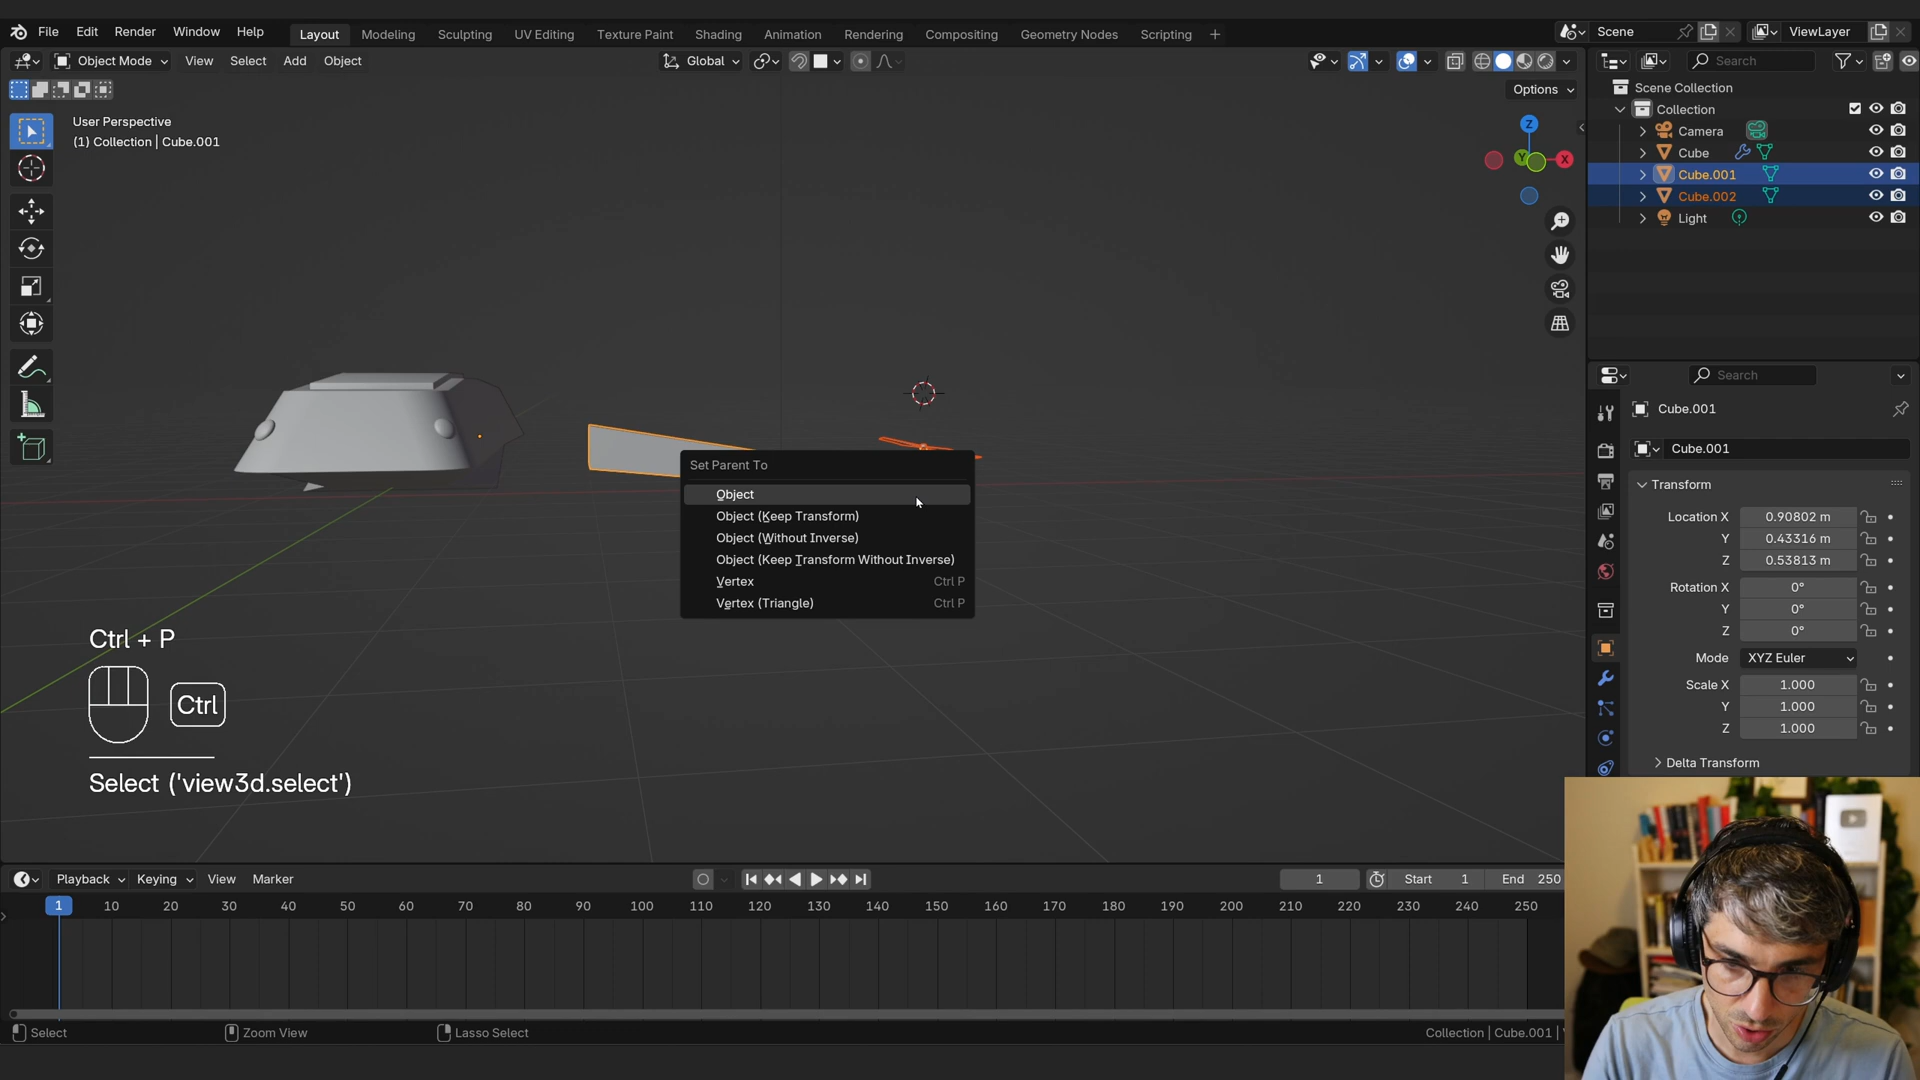 File Edit Render Window Help Layout Modeling Sculpting UV Editing Texture Paint Shading Animation Rendering Compositing Geometry Nodes Scripting + Scene ViewLayer
Object Mode View Select Add Object Global Search
Options
User Perspective
(1) Collection | Cube.001
Z
Y
X
Scene Collection
Collection
Camera
Cube
Cube.001
Cube.002
Light
Search
Cube.001
Cube.001
Transform
Location X 0.90802 m
Y 0.43316 m
Z 0.53813 m
Rotation X 0°
Y 0°
Z 0°
Mode XYZ Euler
Scale X 1.000
Y 1.000
Z 1.000
Delta Transform
Set Parent To
Object
Object (Keep Transform)
Object (Without Inverse)
Object (Keep Transform Without Inverse)
Vertex Ctrl P
Vertex (Triangle) Ctrl P
Ctrl + P
Ctrl
Select ('view3d.select')
Playback Keying View Marker 1 Start 1 End 250
1 10 20 30 40 50 60 70 80 90 100 110 120 130 140 150 160 170 180 190 200 210 220 230 240 250
Select Zoom View Lasso Select Collection | Cube.001 |